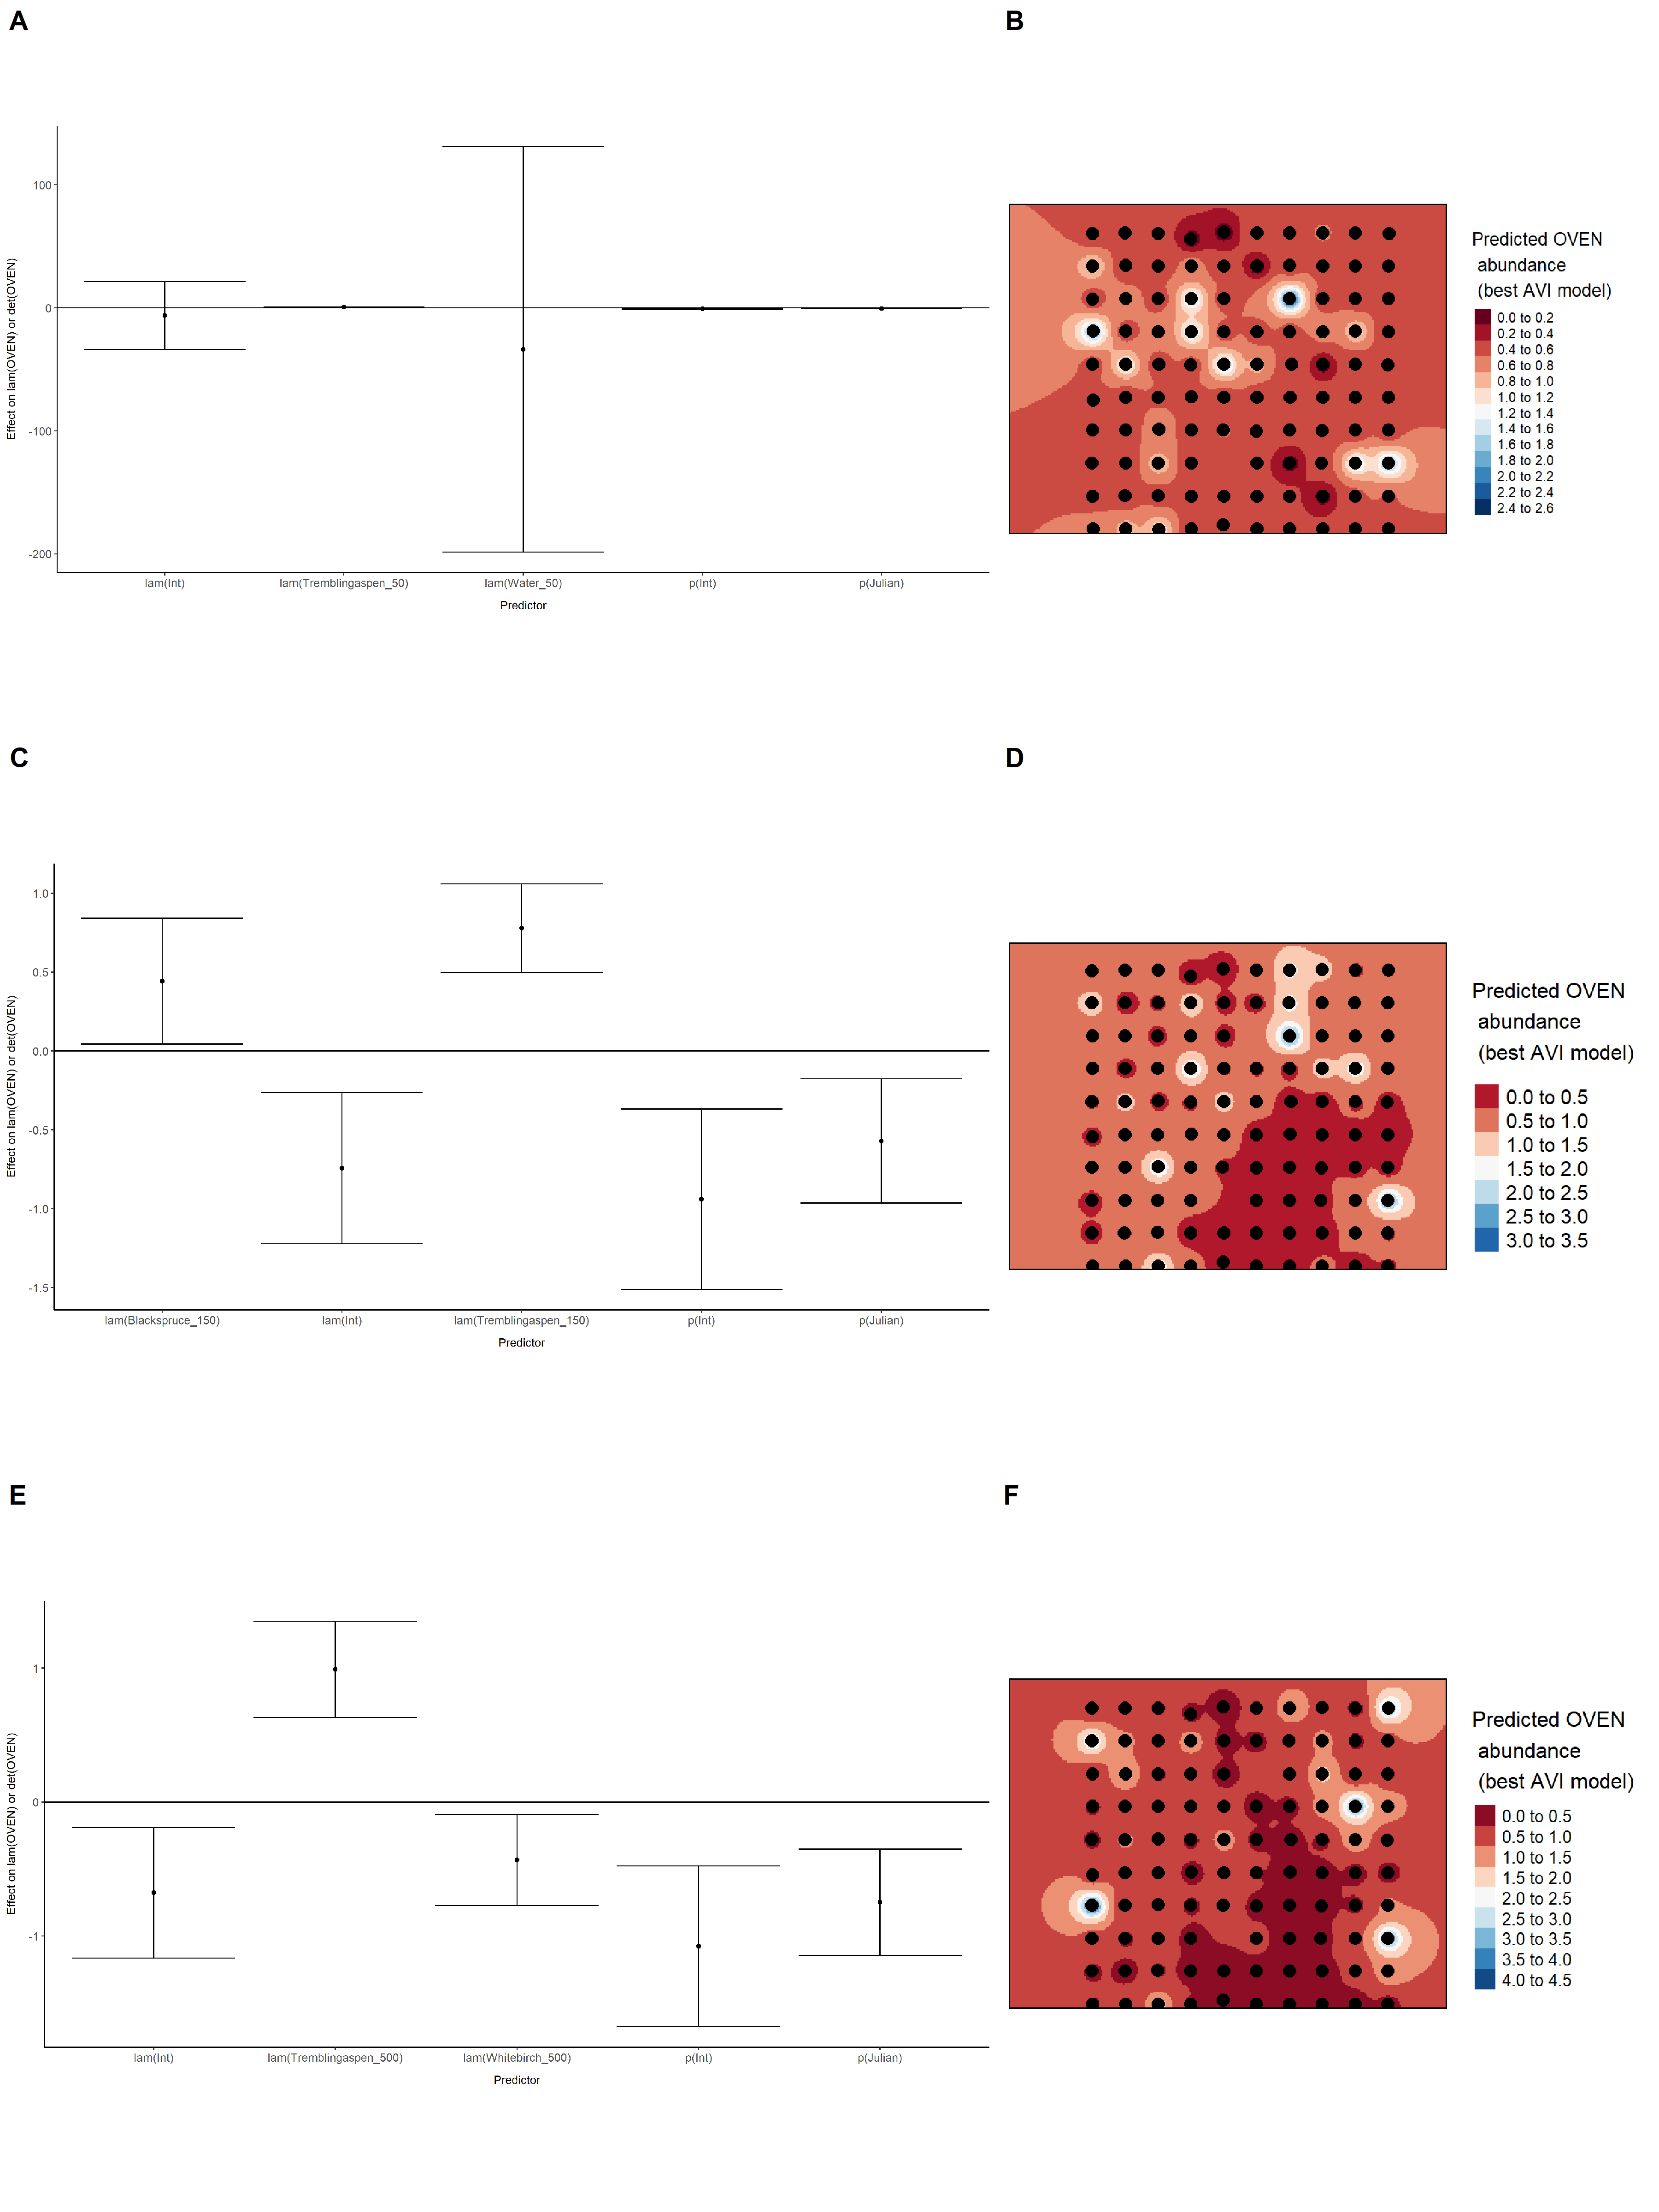 A
B
Effect on lam(OVEN) or det(OVEN)
100
0
-100
-200
lam(Int)
lam(Tremblingaspen_50)
lam(Water_50)
p(Int)
p(Julian)
Predictor
Predicted OVEN
abundance
(best AVI model)
0.0 to 0.2
0.2 to 0.4
0.4 to 0.6
0.6 to 0.8
0.8 to 1.0
1.0 to 1.2
1.2 to 1.4
1.4 to 1.6
1.6 to 1.8
1.8 to 2.0
2.0 to 2.2
2.2 to 2.4
2.4 to 2.6
C
D
Effect on lam(OVEN) or det(OVEN)
1.0
0.5
0.0
-0.5
-1.0
-1.5
lam(Blackspruce_150)
lam(Int)
lam(Tremblingaspen_150)
p(Int)
p(Julian)
Predictor
Predicted OVEN
abundance
(best AVI model)
0.0 to 0.5
0.5 to 1.0
1.0 to 1.5
1.5 to 2.0
2.0 to 2.5
2.5 to 3.0
3.0 to 3.5
E
F
Effect on lam(OVEN) or det(OVEN)
1
0
-1
lam(Int)
lam(Tremblingaspen_500)
lam(Whitebirch_500)
p(Int)
p(Julian)
Predictor
Predicted OVEN
abundance
(best AVI model)
0.0 to 0.5
0.5 to 1.0
1.0 to 1.5
1.5 to 2.0
2.0 to 2.5
2.5 to 3.0
3.0 to 3.5
3.5 to 4.0
4.0 to 4.5